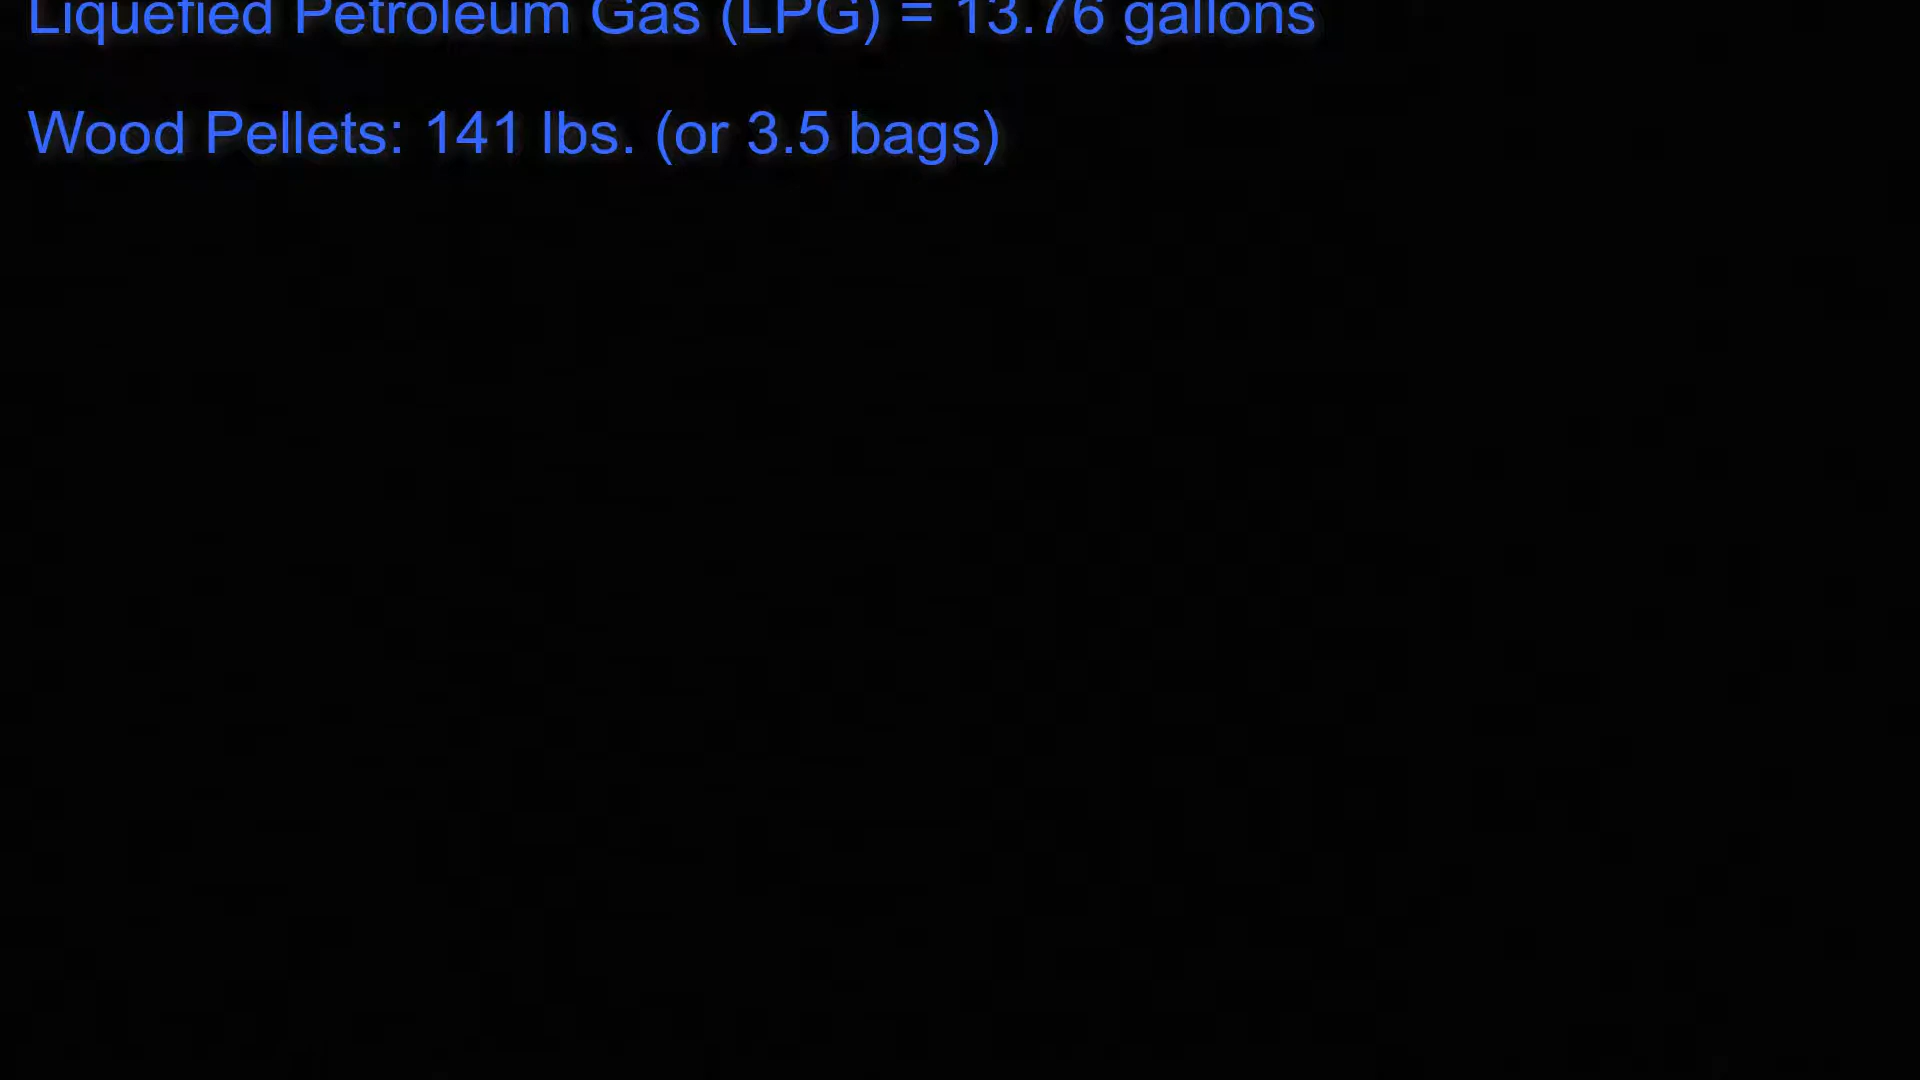 Liquefied Petroleum Gas (LPG) = 13.76 gallons
Wood Pellets: 141 lbs. (or 3.5 bags)